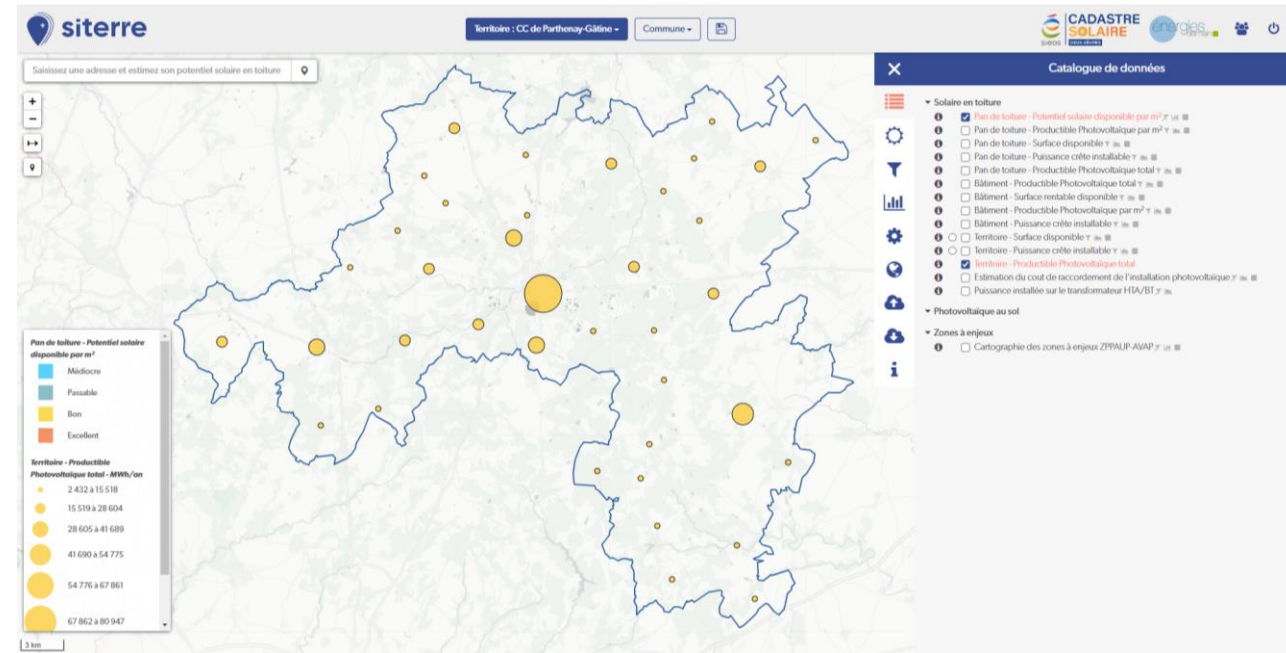 siterre
Territoire : CC de Parthenay-Gâtine
Commune
CADASTRE
SOLAIRE
DEUX-SÈVRES
énergies
Saisissez une adresse et estimez son potentiel solaire en toiture
+
−
Catalogue de données
Solaire en toiture
Pan de toiture - Potentiel solaire disponible par m²
Pan de toiture - Productible Photovoltaïque par m²
Pan de toiture - Surface disponible
Pan de toiture - Puissance crête installable
Pan de toiture - Productible Photovoltaïque total
Bâtiment - Productible Photovoltaïque total
Bâtiment - Surface rentable disponible
Bâtiment - Productible Photovoltaïque par m²
Bâtiment - Puissance crête installable
Territoire - Surface disponible
Territoire - Puissance crête installable
Territoire - Productible Photovoltaïque total
Estimation du cout de raccordement de l'installation photovoltaïque
Puissance installée sur le transformateur HTA/BT
Photovoltaïque au sol
Zones à enjeux
Cartographie des zones à enjeux ZPPAUP-AVAP
Pan de toiture - Potentiel solaire
disponible par m²
Médiocre
Passable
Bon
Excellent
Territoire - Productible
Photovoltaïque total - MWh/an
2 432 à 15 518
15 519 à 28 604
28 605 à 41 689
41 690 à 54 775
54 776 à 67 861
67 862 à 80 947
3 km